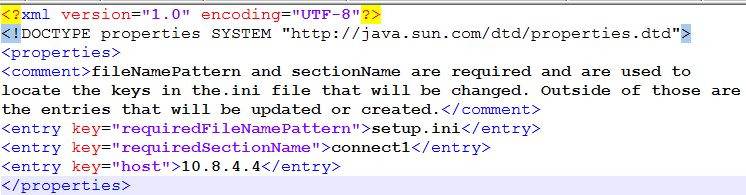 <?xml version="1.0" encoding="UTF-8"?>
<!DOCTYPE properties SYSTEM "http://java.sun.com/dtd/properties.dtd">
<properties>
<comment>fileNamePattern and sectionName are required and are used to
locate the keys in the.ini file that will be changed. Outside of those are
the entries that will be updated or created.</comment>
<entry key="requiredFileNamePattern">setup.ini</entry>
<entry key="requiredSectionName">connect1</entry>
<entry key="host">10.8.4.4</entry>
</properties>